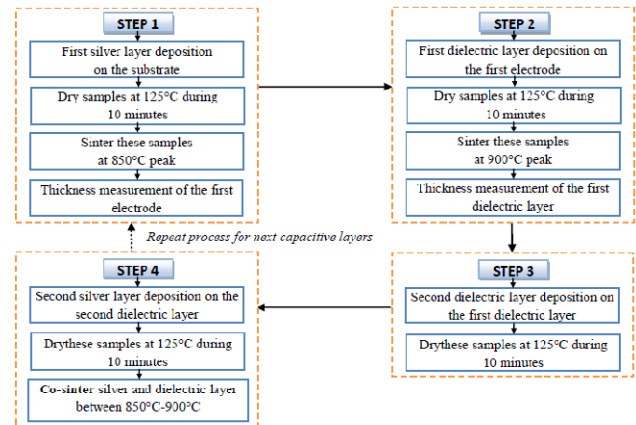 STEP 1
First silver layer deposition
on the substrate
Dry samples at 125°C during
10 minutes
Sinter these samples
at 850°C peak
Thickness measurement of the first
electrode
STEP 2
First dielectric layer deposition on
the first electrode
Dry samples at 125°C during
10 minutes
Sinter these samples
at 900°C peak
Thickness measurement of the first
dielectric layer
Repeat process for next capacitive layers
STEP 3
Second dielectric layer deposition on
the first dielectric layer
Drythese samples at 125°C during
10 minutes
STEP 4
Second silver layer deposition on the
second dielectric layer
Drythese samples at 125°C during
10 minutes
Co-sinter silver and dielectric layer
between 850°C-900°C